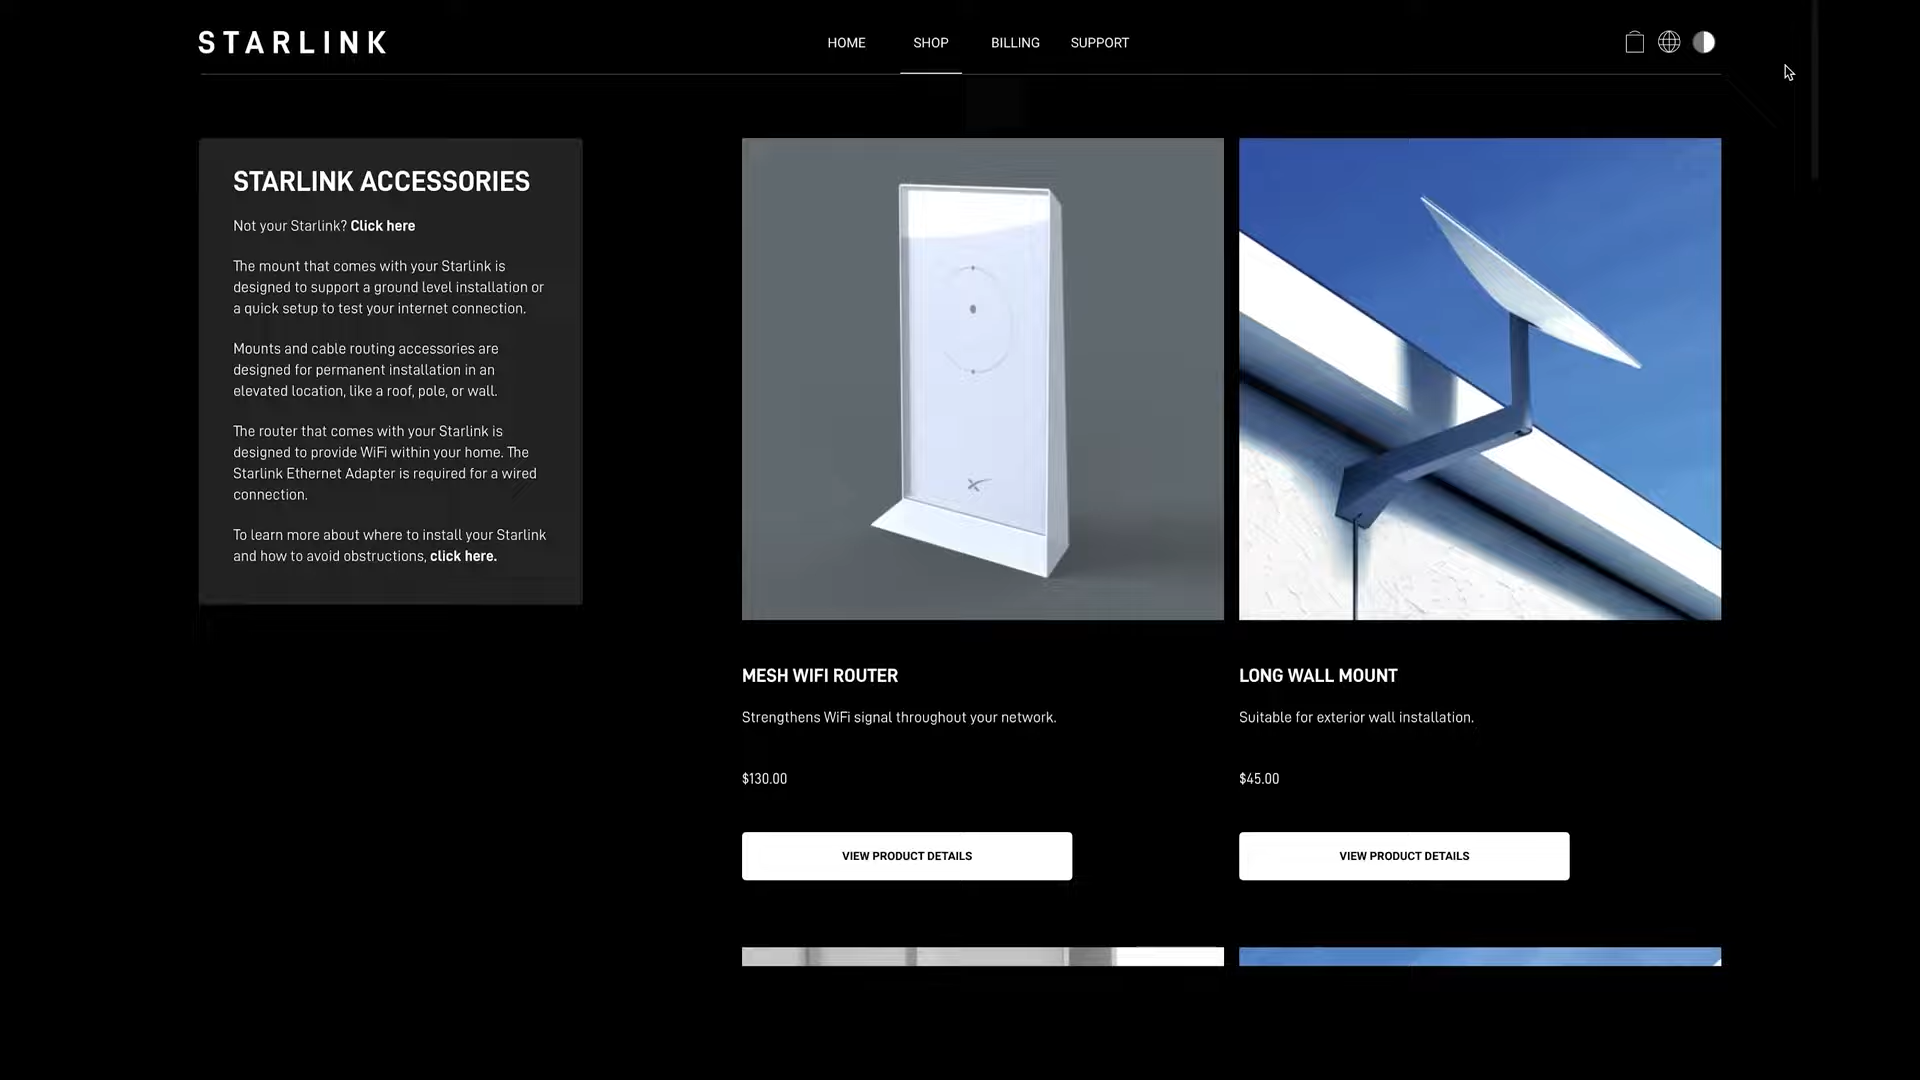 STARLINK
HOME
SHOP
BILLING
SUPPORT
STARLINK ACCESSORIES
Not your Starlink? Click here
The mount that comes with your Starlink is
designed to support a ground level installation or
a quick setup to test your internet connection.
Mounts and cable routing accessories are
designed for permanent installation in an
elevated location, like a roof, pole, or wall.
The router that comes with your Starlink is
designed to provide WiFi within your home. The
Starlink Ethernet Adapter is required for a wired
connection.
To learn more about where to install your Starlink
and how to avoid obstructions, click here.
MESH WIFI ROUTER
Strengthens WiFi signal throughout your network.
$130.00
VIEW PRODUCT DETAILS
LONG WALL MOUNT
Suitable for exterior wall installation.
$45.00
VIEW PRODUCT DETAILS